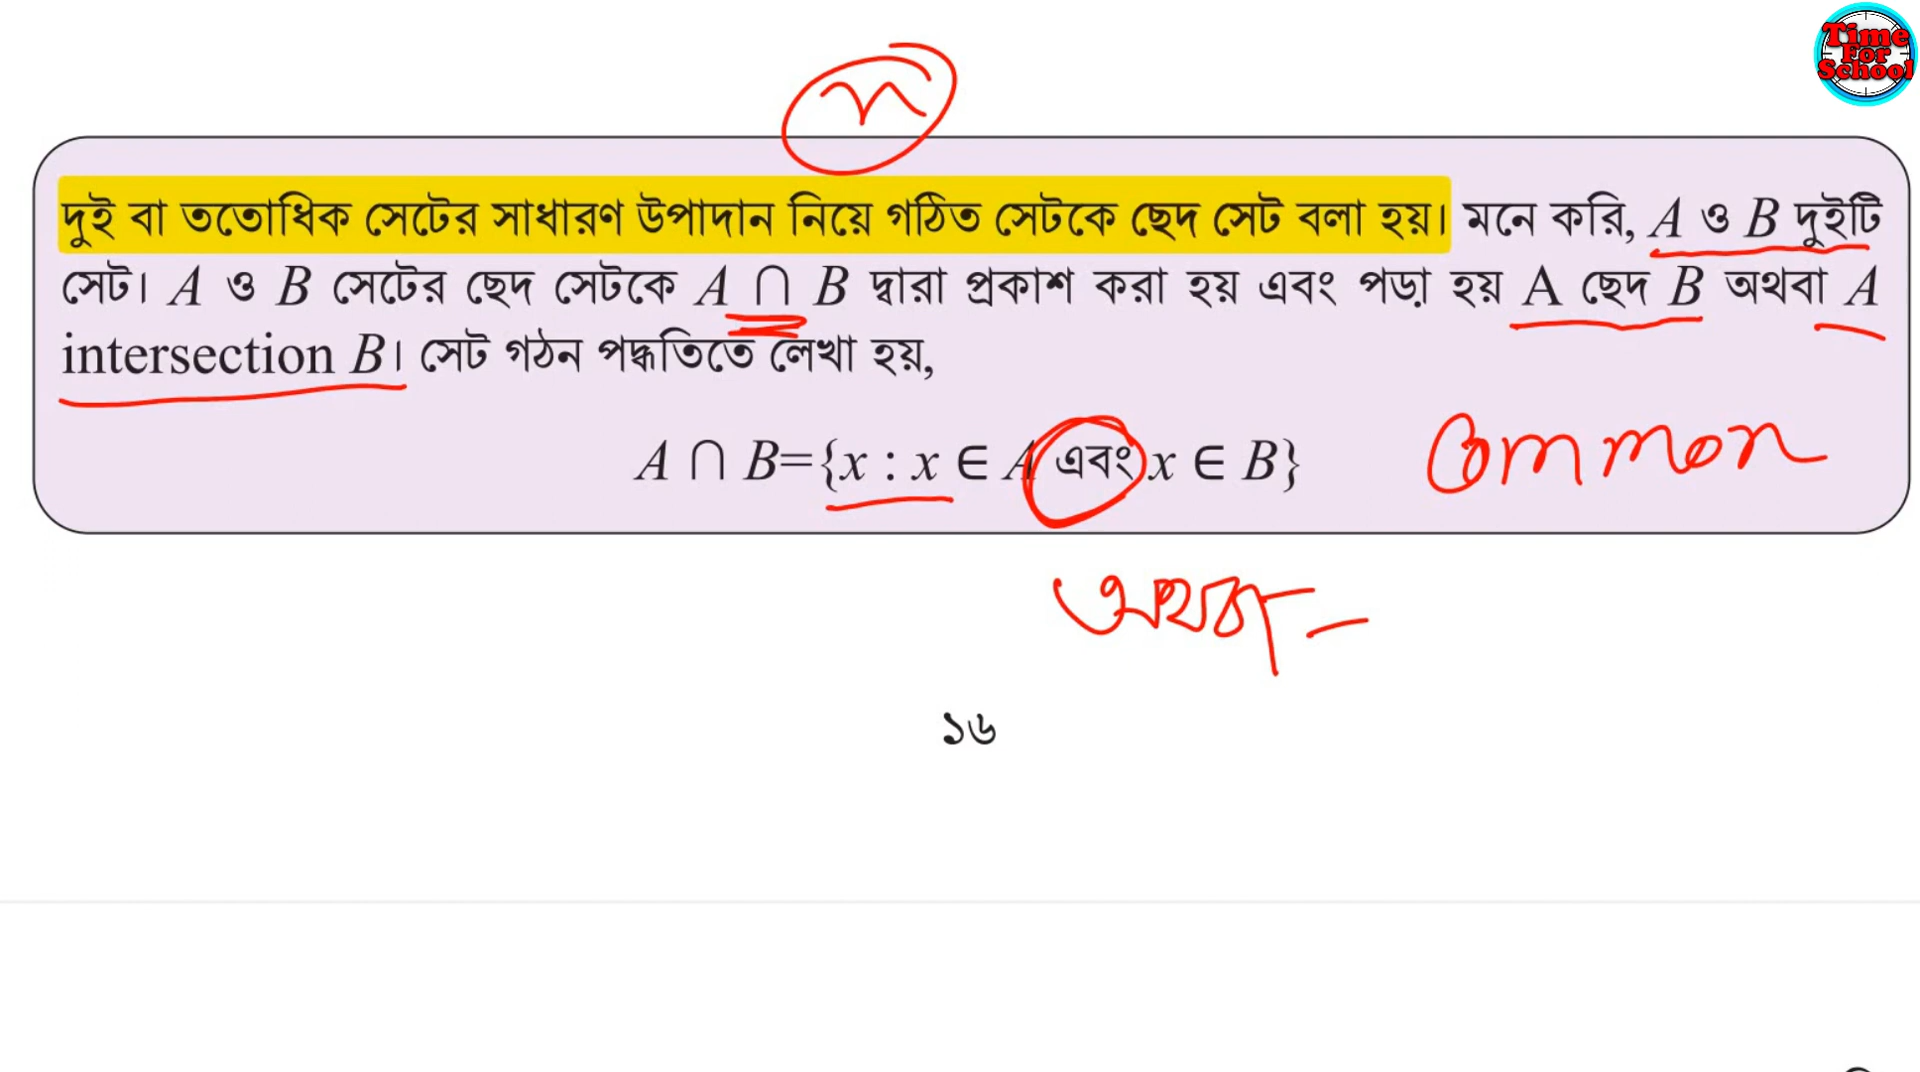 Time
For
School
দুই বা ততোধিক সেটের সাধারণ উপাদান নিয়ে গঠিত সেটকে ছেদ সেট বলা হয়। মনে করি, A ও B দুইটি
সেট। A ও B সেটের ছেদ সেটকে A ∩ B দ্বারা প্রকাশ করা হয় এবং পড়া হয় A ছেদ B অথবা A
intersection B। সেট গঠন পদ্ধতিতে লেখা হয়,
A ∩ B={x : x ∈ A এবং x ∈ B}
Common
অথবা -
১৬